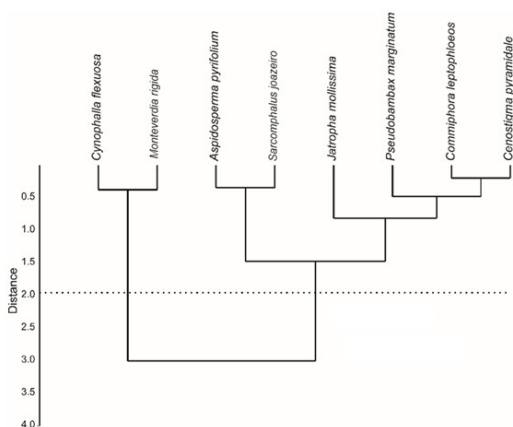 Cynophalla flexuosa
Monteverdia rigida
Aspidosperma pyrifolium
Sarcomphalus joazeiro
Jatropha mollissima
Pseudobambax marginatum
Commiphora leptophloeos
Cenostigma pyramidale
Distance
0.5
1.0
1.5
2.0
2.5
3.0
3.5
4.0